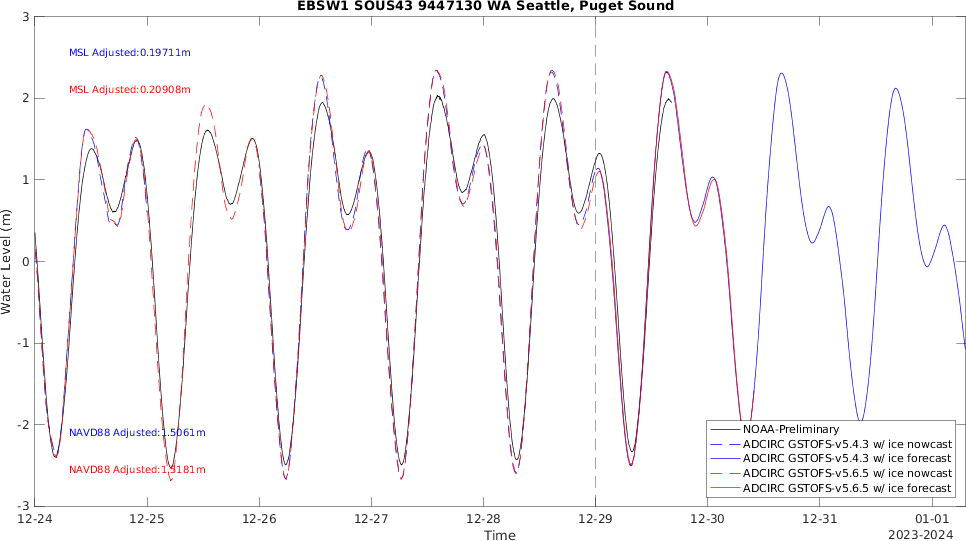 EBSW1 SOUS43 9447130 WA Seattle, Puget Sound
3
2
1
0
-1
-2
-3
Water Level (m)
MSL Adjusted:0.19711m
MSL Adjusted:0.20908m
NAVD88 Adjusted:1.5061m
NAVD88 Adjusted:1.5181m
NOAA-Preliminary
ADCIRC GSTOFS-v5.4.3 w/ ice nowcast
ADCIRC GSTOFS-v5.4.3 w/ ice forecast
ADCIRC GSTOFS-v5.6.5 w/ ice nowcast
ADCIRC GSTOFS-v5.6.5 w/ ice forecast
12-24 12-25 12-26 12-27 12-28 12-29 12-30 12-31 01-01
Time
2023-2024